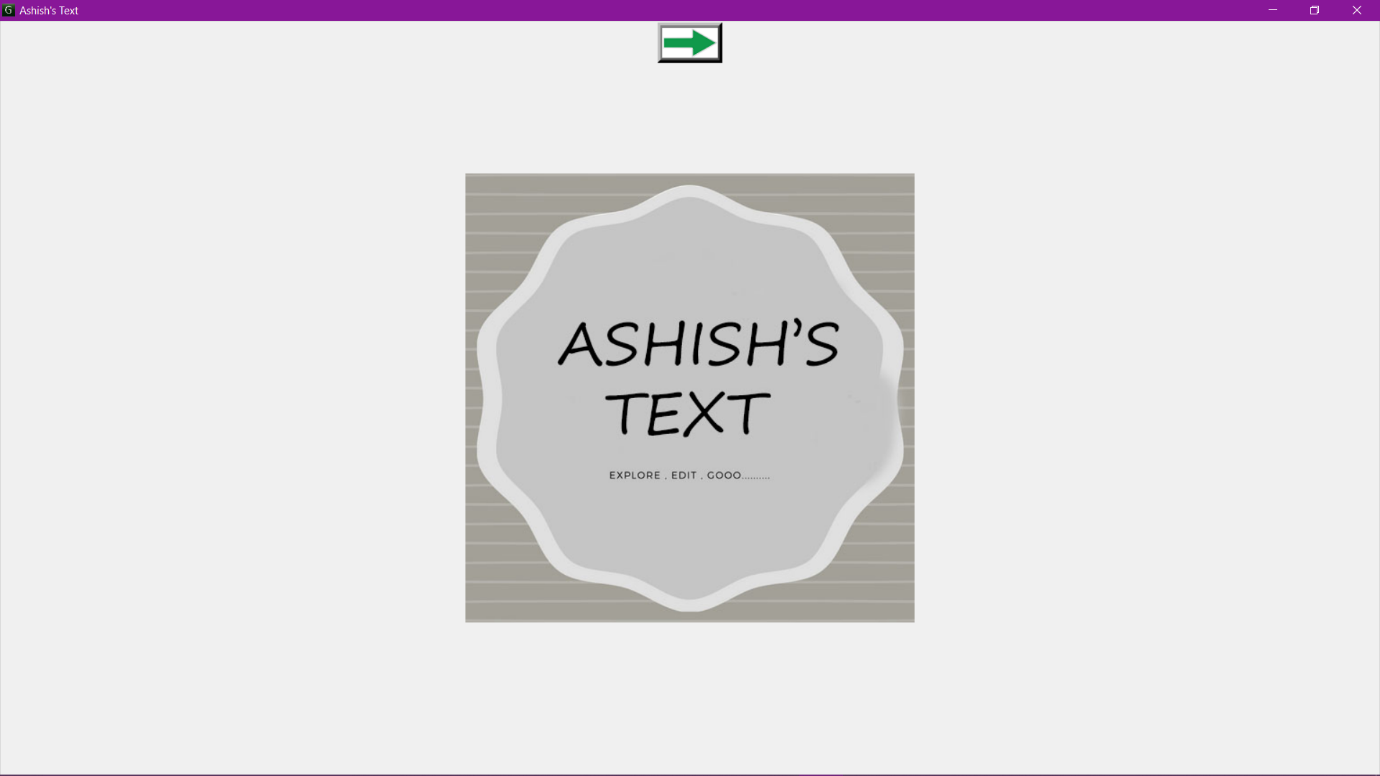 G Ashish's Text
ASHISH'S
TEXT
EXPLORE . EDIT . GOOO..........